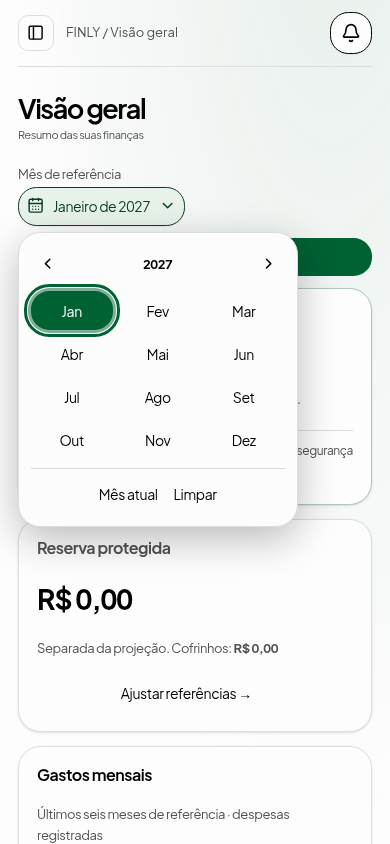 FINLY / Visão geral
Visão geral
Resumo das suas finanças
Mês de referência
Janeiro de 2027
2027
Jan Fev Mar
Abr Mai Jun
Jul Ago Set
Out Nov Dez
segurança
Mês atual Limpar
Reserva protegida
R$ 0,00
Separada da projeção. Cofrinhos: R$ 0,00
Ajustar referências →
Gastos mensais
Últimos seis meses de referência · despesas
registradas